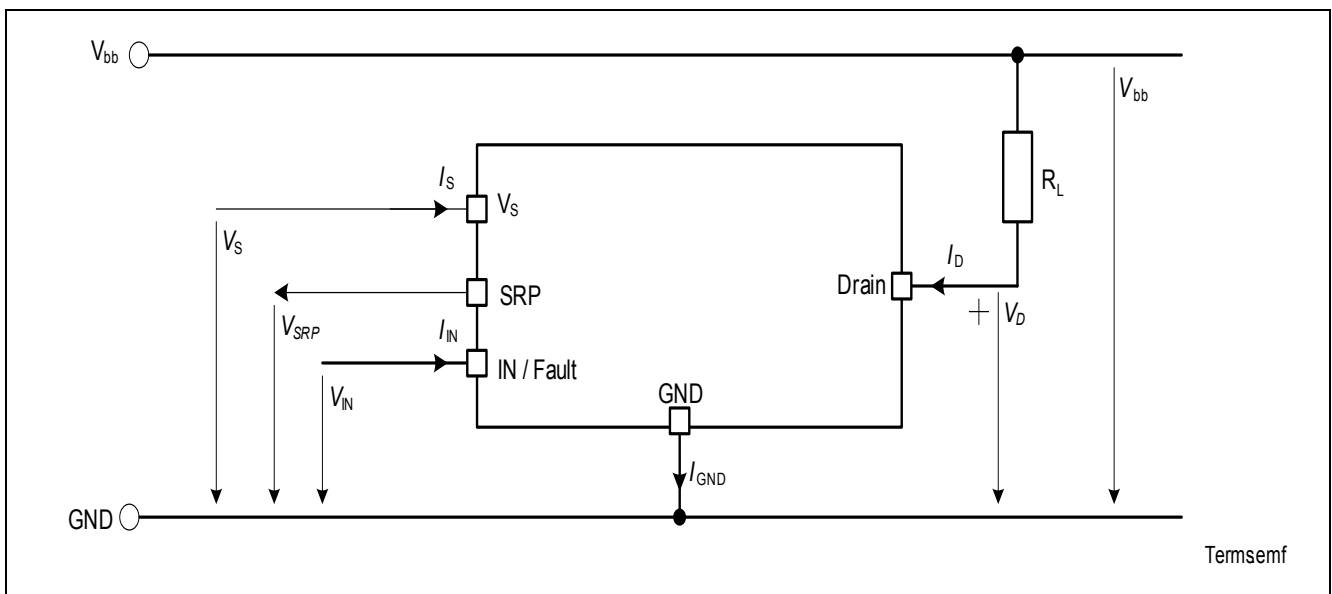 Vbb
Vbb
IS
VS
RL
VS
ID
Drain
SRP
+ VD
VSRP
IIN
IN / Fault
VIN
GND
IGND
GND
Termsemf